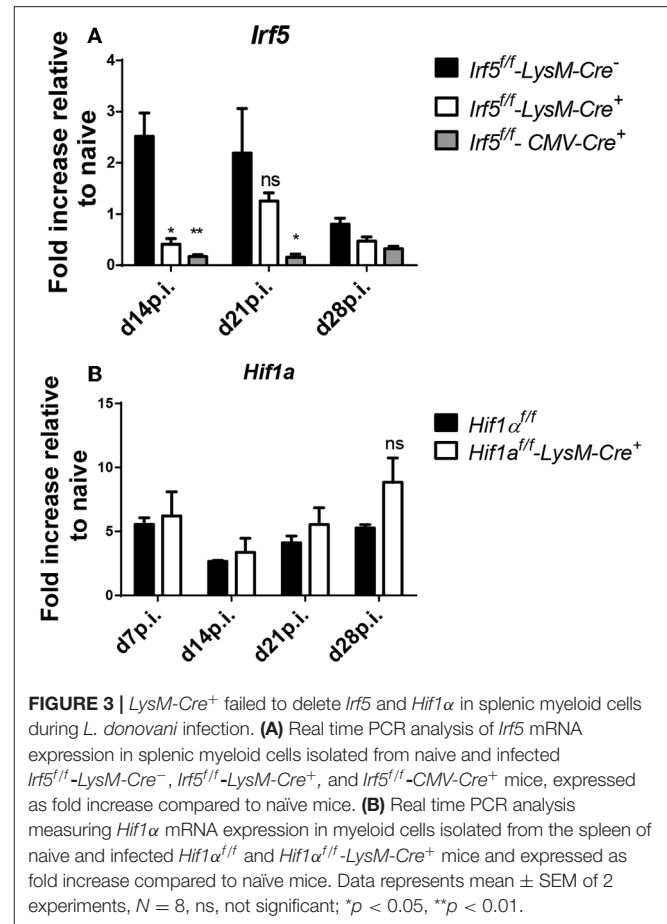 A
Irf5
Fold increase relative
to naive
3
2
1
0
*
**
ns
*
d14p.i.
d21p.i.
d28p.i.
Irf5f/f-LysM-Cre-
Irf5f/f-LysM-Cre+
Irf5f/f- CMV-Cre+
B
Hif1a
Fold increase relative
to naive
15
10
5
0
ns
d7p.i.
d14p.i.
d21p.i.
d28p.i.
Hif1αf/f
Hif1af/f-LysM-Cre+
FIGURE 3 | LysM-Cre+ failed to delete Irf5 and Hif1α in splenic myeloid cells
during L. donovani infection. (A) Real time PCR analysis of Irf5 mRNA
expression in splenic myeloid cells isolated from naive and infected
Irf5f/f-LysM-Cre−, Irf5f/f-LysM-Cre+, and Irf5f/f-CMV-Cre+ mice, expressed
as fold increase compared to naïve mice. (B) Real time PCR analysis
measuring Hif1α mRNA expression in myeloid cells isolated from the spleen of
naive and infected Hif1αf/f and Hif1αf/f-LysM-Cre+ mice and expressed as
fold increase compared to naïve mice. Data represents mean ± SEM of 2
experiments, N = 8, ns, not significant; *p < 0.05, **p < 0.01.